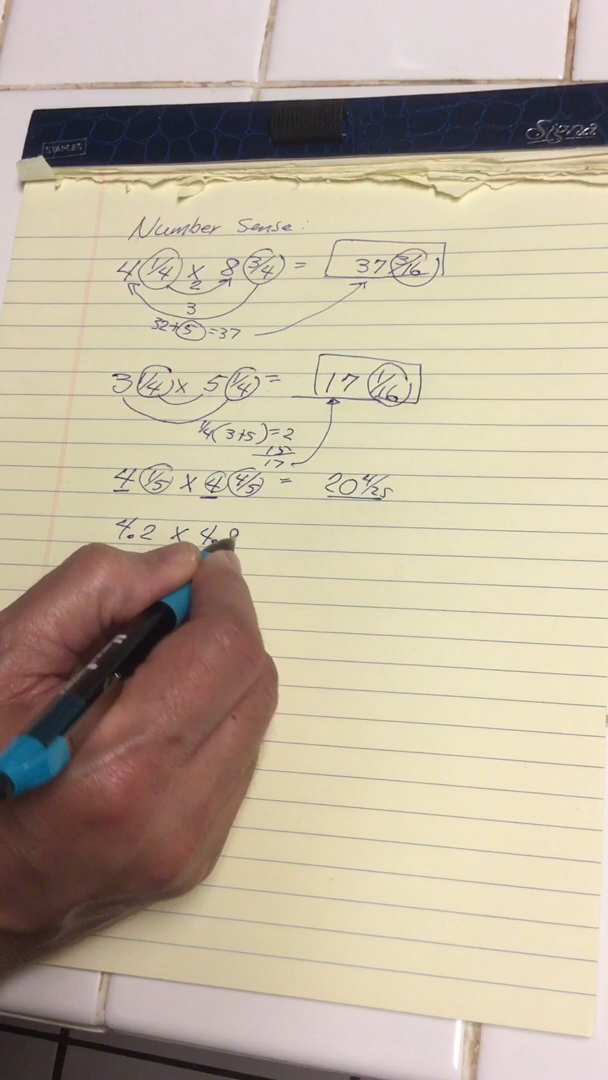 STAPLES
Signa
Number Sense:
4 1/4 x 8 3/4 = 37 3/16
2
3
32+5=37
3 1/4 x 5 1/4 = 17 1/16
1/4(3+5)=2
15
17
4 1/5 x 4 4/5 = 20 4/25
4.2 x 4.8